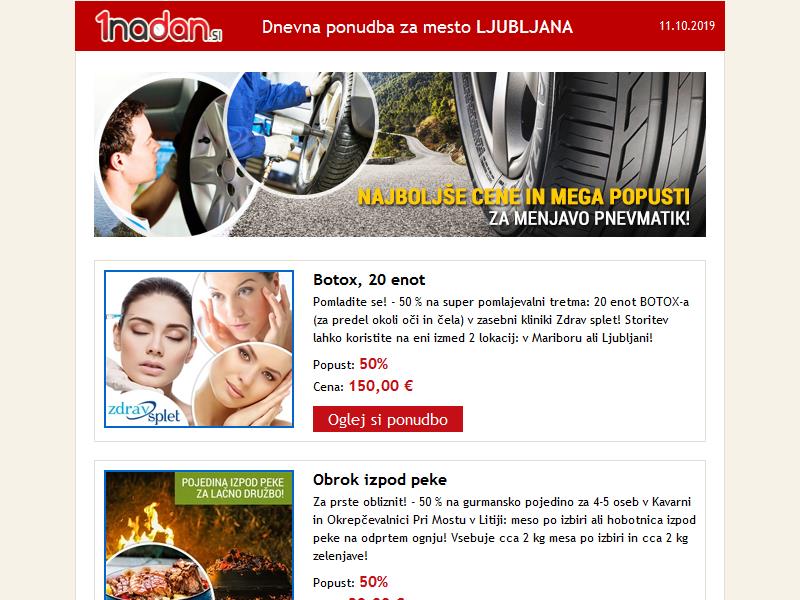 1nadan.si
Dnevna ponudba za mesto LJUBLJANA
11.10.2019
NAJBOLJŠE CENE IN MEGA POPUSTI
ZA MENJAVO PNEVMATIK!
Botox, 20 enot
Pomladite se! - 50 % na super pomlajevalni tretma: 20 enot BOTOX-a
(za predel okoli oči in čela) v zasebni kliniki Zdrav splet! Storitev
lahko koristite na eni izmed 2 lokacij: v Mariboru ali Ljubljani!
Popust: 50%
Cena: 150,00 €
zdrav splet
Oglej si ponudbo
POJEDINA IZPOD PEKE
ZA LAČNO DRUŽBO!
Obrok izpod peke
Za prste obliznit! - 50 % na gurmansko pojedino za 4-5 oseb v Kavarni
in Okrepčevalnici Pri Mostu v Litiji: meso po izbiri ali hobotnica izpod
peke na odprtem ognju! Vsebuje cca 2 kg mesa po izbiri in cca 2 kg
zelenjave!
Popust: 50%